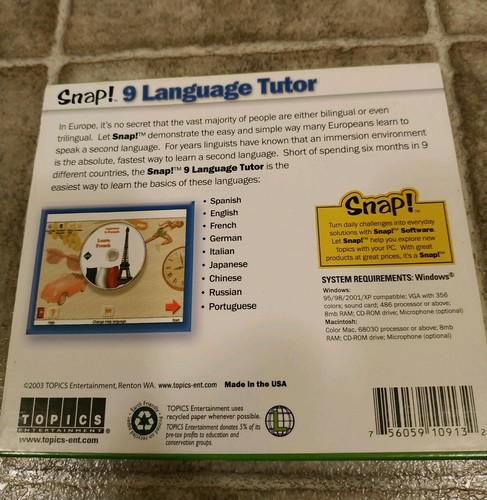 Snap!™ 9 Language Tutor
In Europe, it's no secret that the vast majority of people are either bilingual or even
trilingual. Let Snap!™ demonstrate the easy and simple way many Europeans learn to
speak a second language. For years linguists have known that an immersion environment
is the absolute, fastest way to learn a second language. Short of spending six months in 9
different countries, the Snap!™ 9 Language Tutor is the
easiest way to learn the basics of these languages:
• Spanish
• English
• French
• German
• Italian
• Japanese
• Chinese
• Russian
• Portuguese
Learn
French
Change Help language
Start
Snap!™
Turn daily challenges into everyday
solutions with Snap!™ Software.
Let Snap!™ help you explore new
topics with your PC. With great
products at great prices, it's a Snap!™
SYSTEM REQUIREMENTS: Windows®
Windows:
95/98/2001/XP compatible; VGA with 356
colors; sound card; 486 processor or above;
8mb RAM; CD-ROM drive; Microphone (optional)
Macintosh:
Color Mac, 68030 processor or above; 8mb
RAM; CD-ROM drive; Microphone (optional)
©2003 TOPICS Entertainment, Renton WA. www.topics-ent.com Made in the USA
TOPICS
ENTERTAINMENT®
www.topics-ent.com
Earth Friendly
TOPICS Entertainment uses
recycled paper whenever possible.
TOPICS Entertainment donates 5% of its
pre-tax profits to education and
conservation groups.
7 56059 10913 2